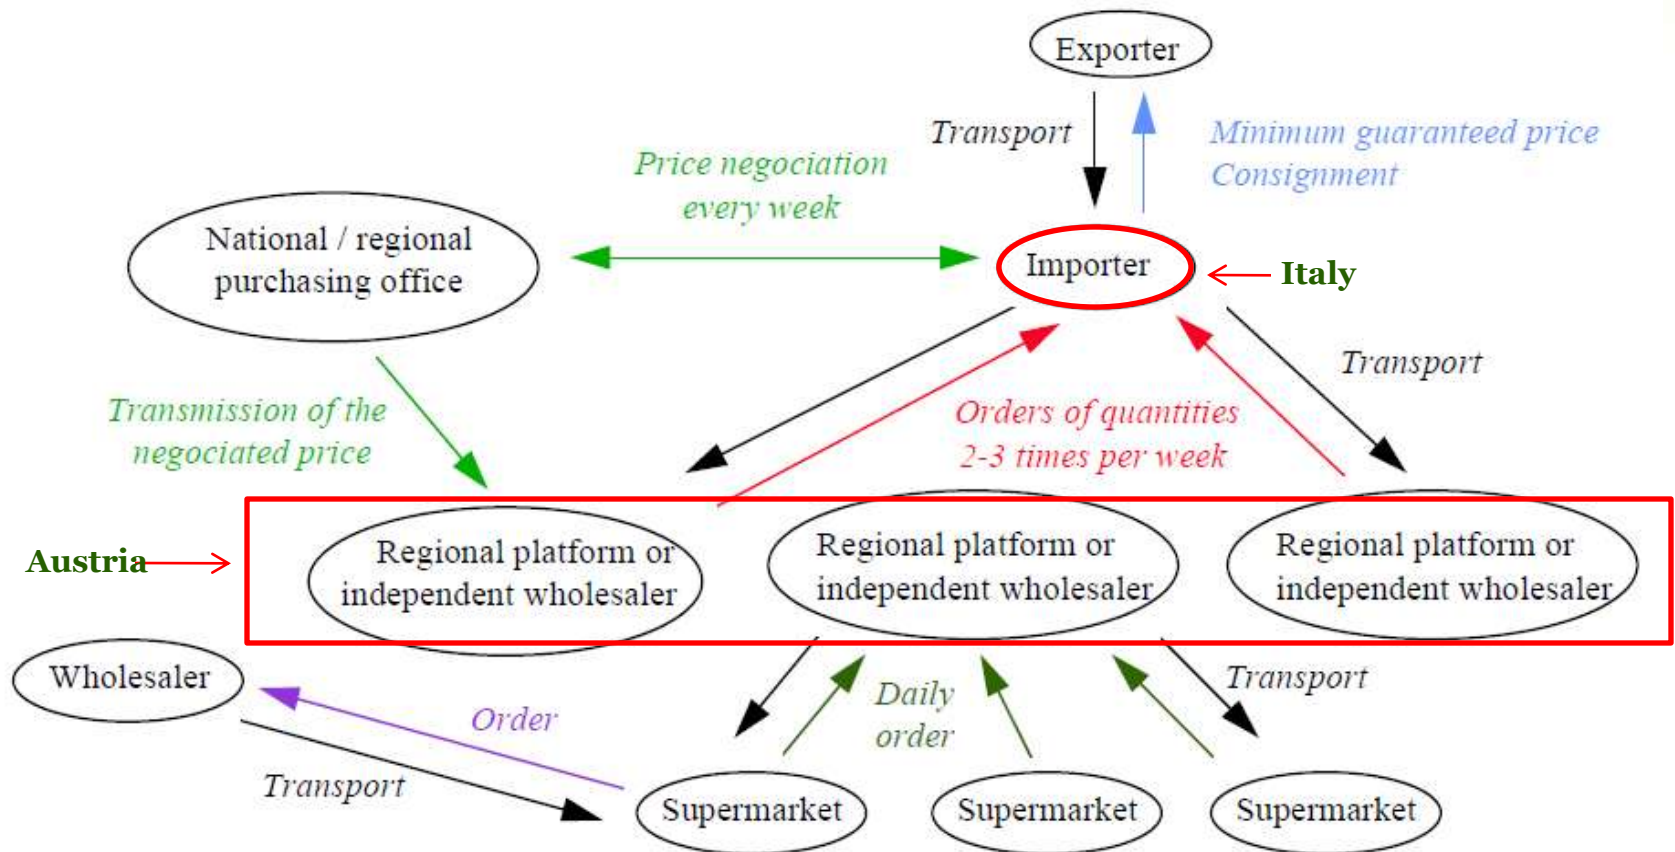 Exporter
Transport
Minimum guaranteed price
Consignment
Price negociation
every week
National / regional
purchasing office
Importer
Italy
Transport
Transmission of the
negociated price
Orders of quantities
2-3 times per week
Austria
Regional platform or
independent wholesaler
Regional platform or
independent wholesaler
Regional platform or
independent wholesaler
Wholesaler
Order
Daily
order
Transport
Transport
Supermarket
Supermarket
Supermarket